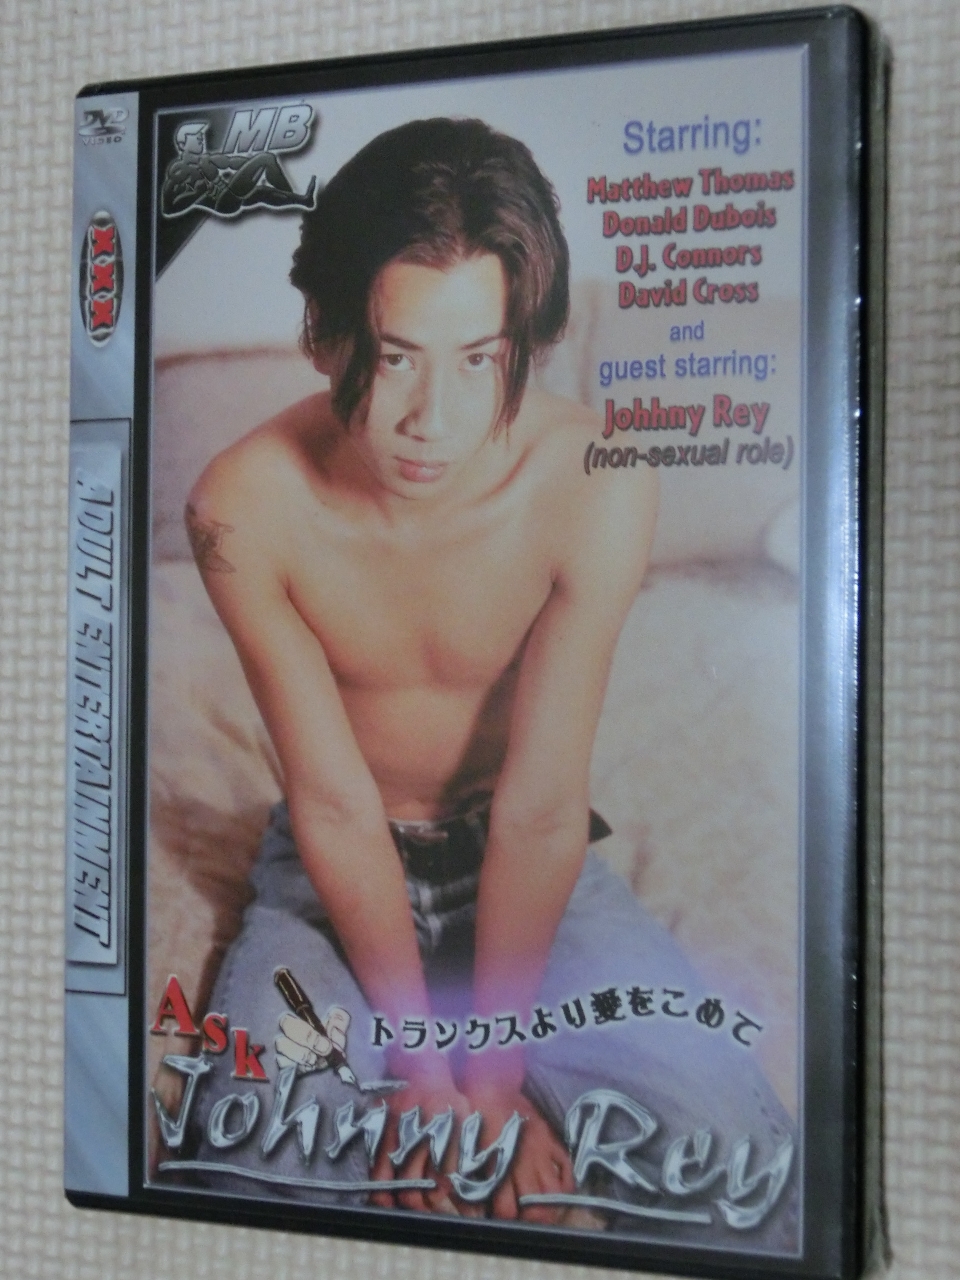 DVD
VIDEO
XXX
ADULT ENTERTAINMENT
MB
Starring:
Matthew Thomas
Donald Dubois
D.J. Connors
David Cross
and
guest starring:
Johhny Rey
(non-sexual role)
Ask
トランクスより愛をこめて
Johnny Rey